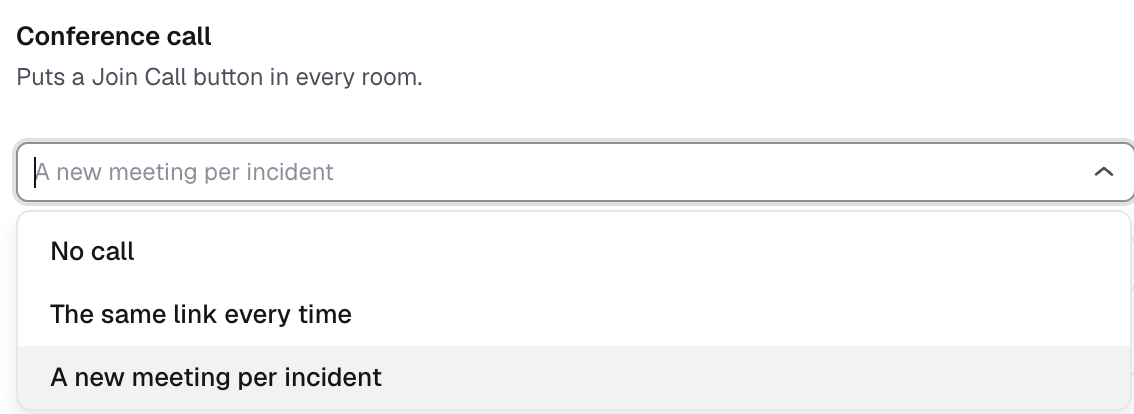 Conference call
Puts a Join Call button in every room.
A new meeting per incident
No call
The same link every time
A new meeting per incident